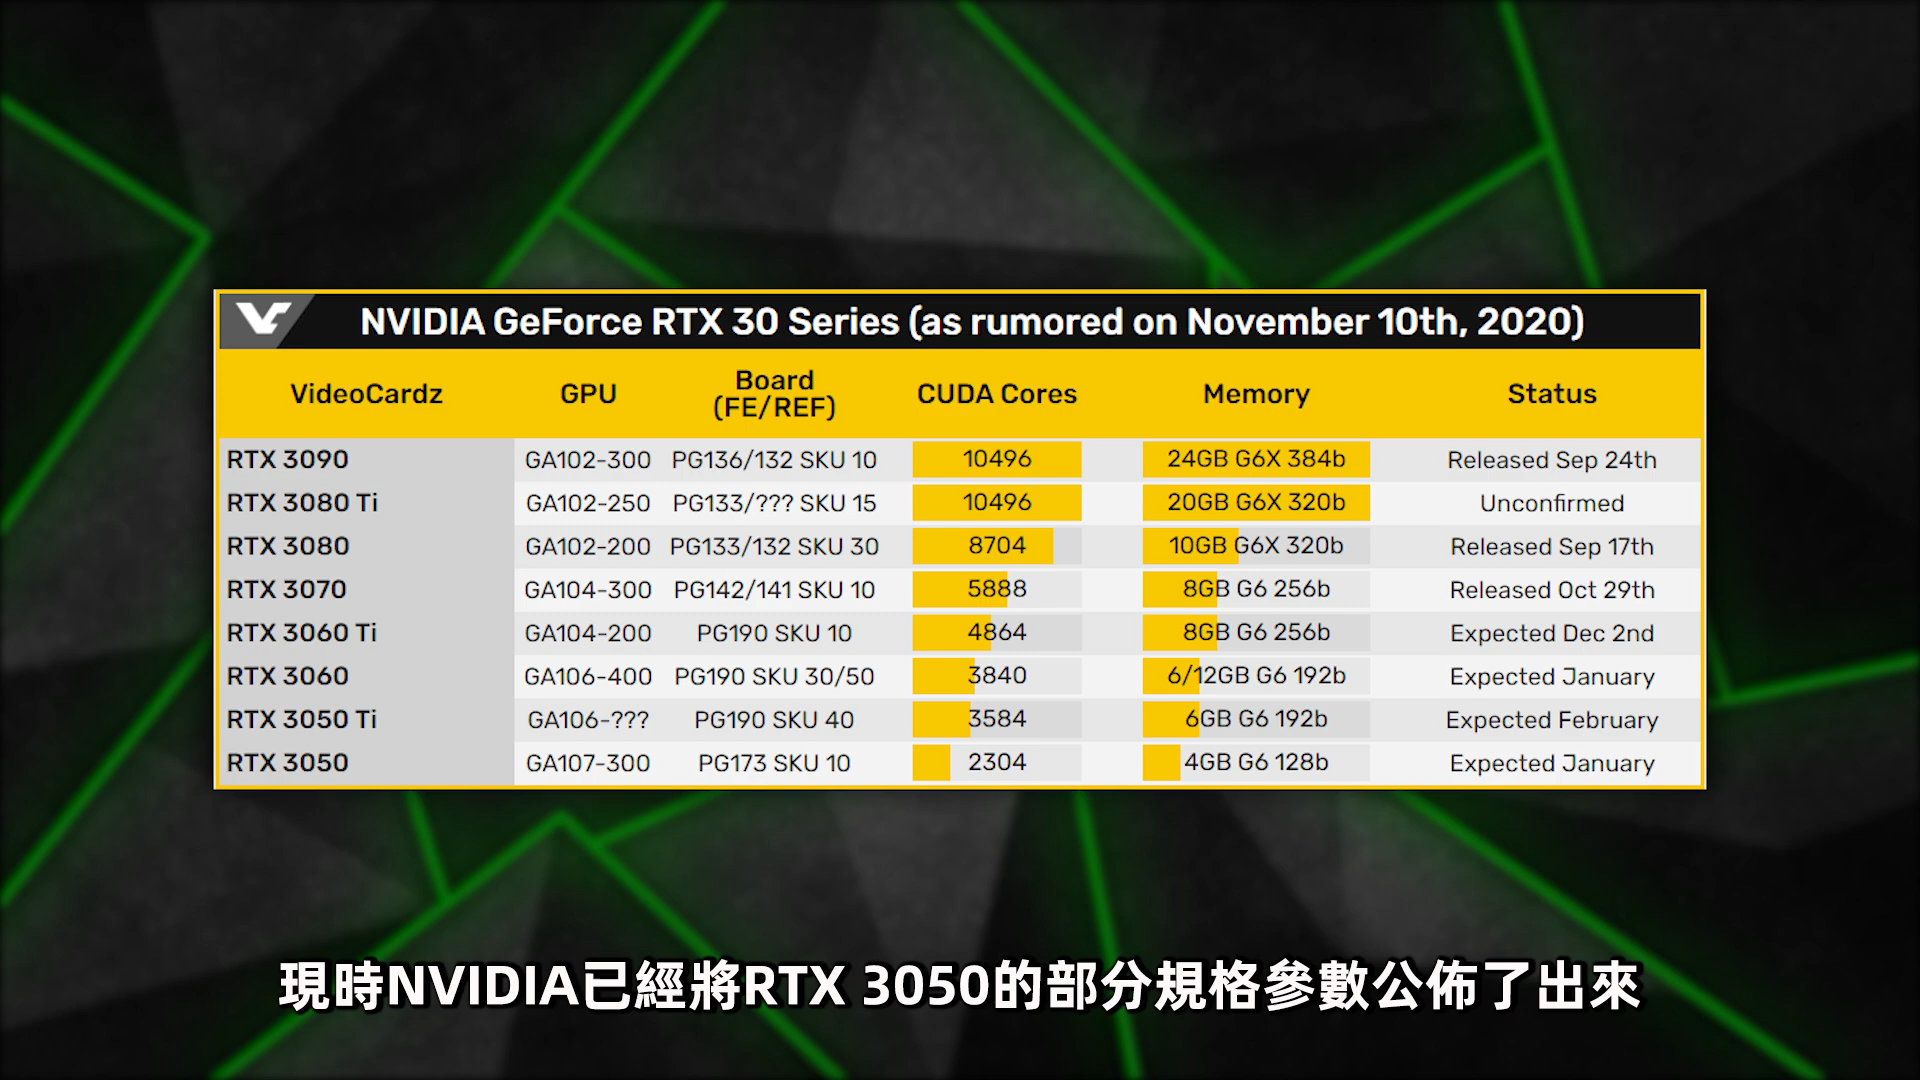 NVIDIA GeForce RTX 30 Series (as rumored on November 10th, 2020)
VideoCardz GPU Board (FE/REF) CUDA Cores Memory Status
RTX 3090 GA102-300 PG136/132 SKU 10 10496 24GB G6X 384b Released Sep 24th
RTX 3080 Ti GA102-250 PG133/??? SKU 15 10496 20GB G6X 320b Unconfirmed
RTX 3080 GA102-200 PG133/132 SKU 30 8704 10GB G6X 320b Released Sep 17th
RTX 3070 GA104-300 PG142/141 SKU 10 5888 8GB G6 256b Released Oct 29th
RTX 3060 Ti GA104-200 PG190 SKU 10 4864 8GB G6 256b Expected Dec 2nd
RTX 3060 GA106-400 PG190 SKU 30/50 3840 6/12GB G6 192b Expected January
RTX 3050 Ti GA106-??? PG190 SKU 40 3584 6GB G6 192b Expected February
RTX 3050 GA107-300 PG173 SKU 10 2304 4GB G6 128b Expected January
現時NVIDIA已經將RTX 3050的部分規格參數公佈了出來